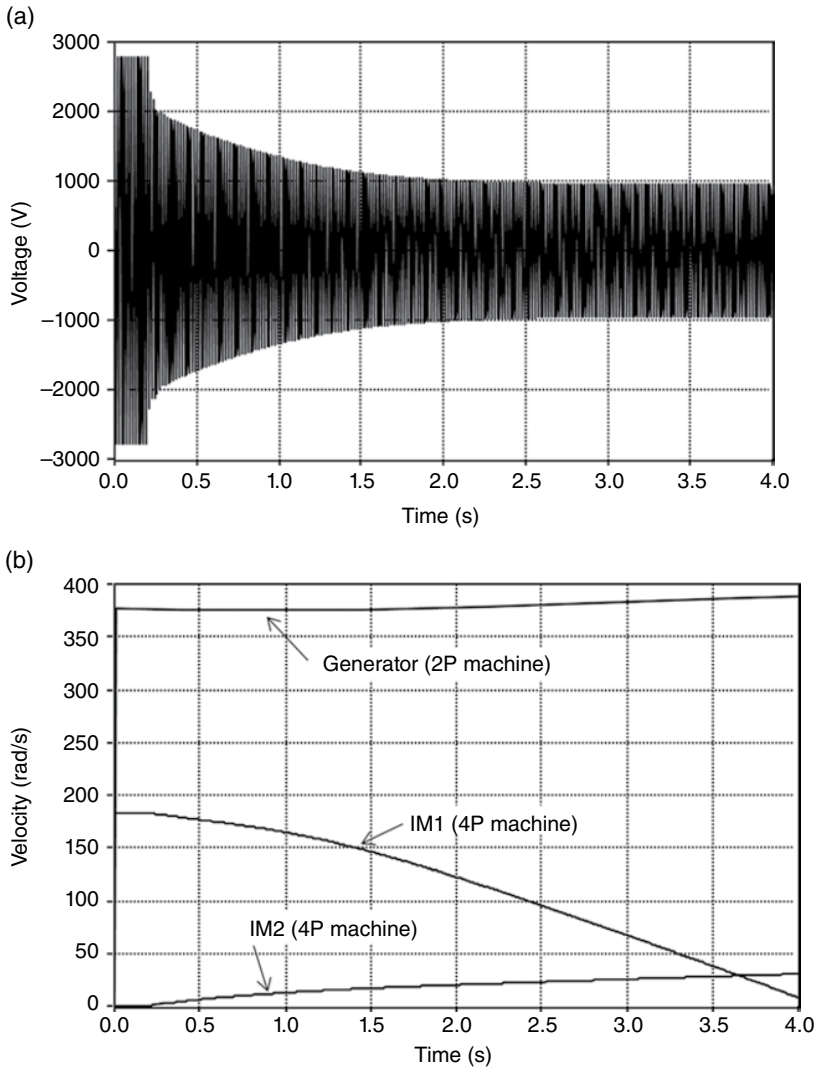 (a)
3000
2000
1000
0
–1000
–2000
–3000
Voltage (V)
0.0 0.5 1.0 1.5 2.0 2.5 3.0 3.5 4.0
Time (s)
(b)
400
350
300
250
200
150
100
50
0
Velocity (rad/s)
Generator (2P machine)
IM1 (4P machine)
IM2 (4P machine)
0.0 0.5 1.0 1.5 2.0 2.5 3.0 3.5 4.0
Time (s)